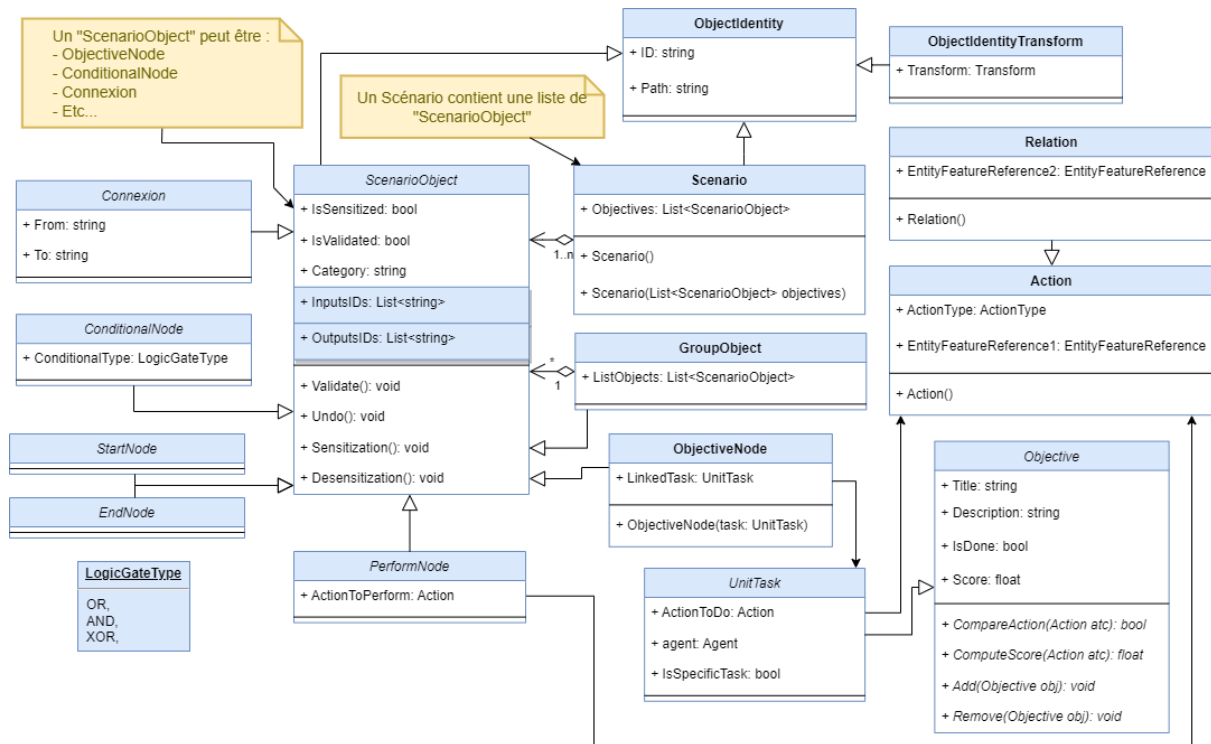 Un "ScenarioObject" peut être :
- ObjectiveNode
- ConditionalNode
- Connexion
- Etc...
Un Scénario contient une liste de
"ScenarioObject"
ObjectIdentity
+ ID: string
+ Path: string
ObjectIdentityTransform
+ Transform: Transform
Relation
+ EntityFeatureReference2: EntityFeatureReference
+ Relation()
Connexion
+ From: string
+ To: string
ScenarioObject
+ IsSensitized: bool
+ IsValidated: bool
+ Category: string
+ InputsIDs: List<string>
+ OutputsIDs: List<string>
+ Validate(): void
+ Undo(): void
+ Sensitization(): void
+ Desensitization(): void
Scenario
+ Objectives: List<ScenarioObject>
+ Scenario()
+ Scenario(List<ScenarioObject> objectives)
1..n
Action
+ ActionType: ActionType
+ EntityFeatureReference1: EntityFeatureReference
+ Action()
ConditionalNode
+ ConditionalType: LogicGateType
GroupObject
+ ListObjects: List<ScenarioObject>
*
1
StartNode
EndNode
ObjectiveNode
+ LinkedTask: UnitTask
+ ObjectiveNode(task: UnitTask)
Objective
+ Title: string
+ Description: string
+ IsDone: bool
+ Score: float
+ CompareAction(Action atc): bool
+ ComputeScore(Action atc): float
+ Add(Objective obj): void
+ Remove(Objective obj): void
LogicGateType
OR,
AND,
XOR,
PerformNode
+ ActionToPerform: Action
UnitTask
+ ActionToDo: Action
+ agent: Agent
+ IsSpecificTask: bool